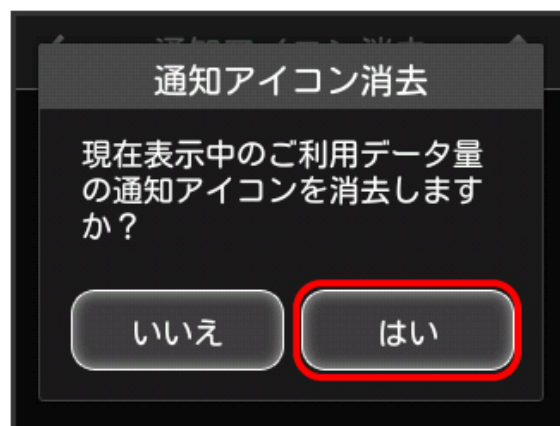 通知アイコン消去
現在表示中のご利用データ量
の通知アイコンを消去します
か？
いいえ
はい